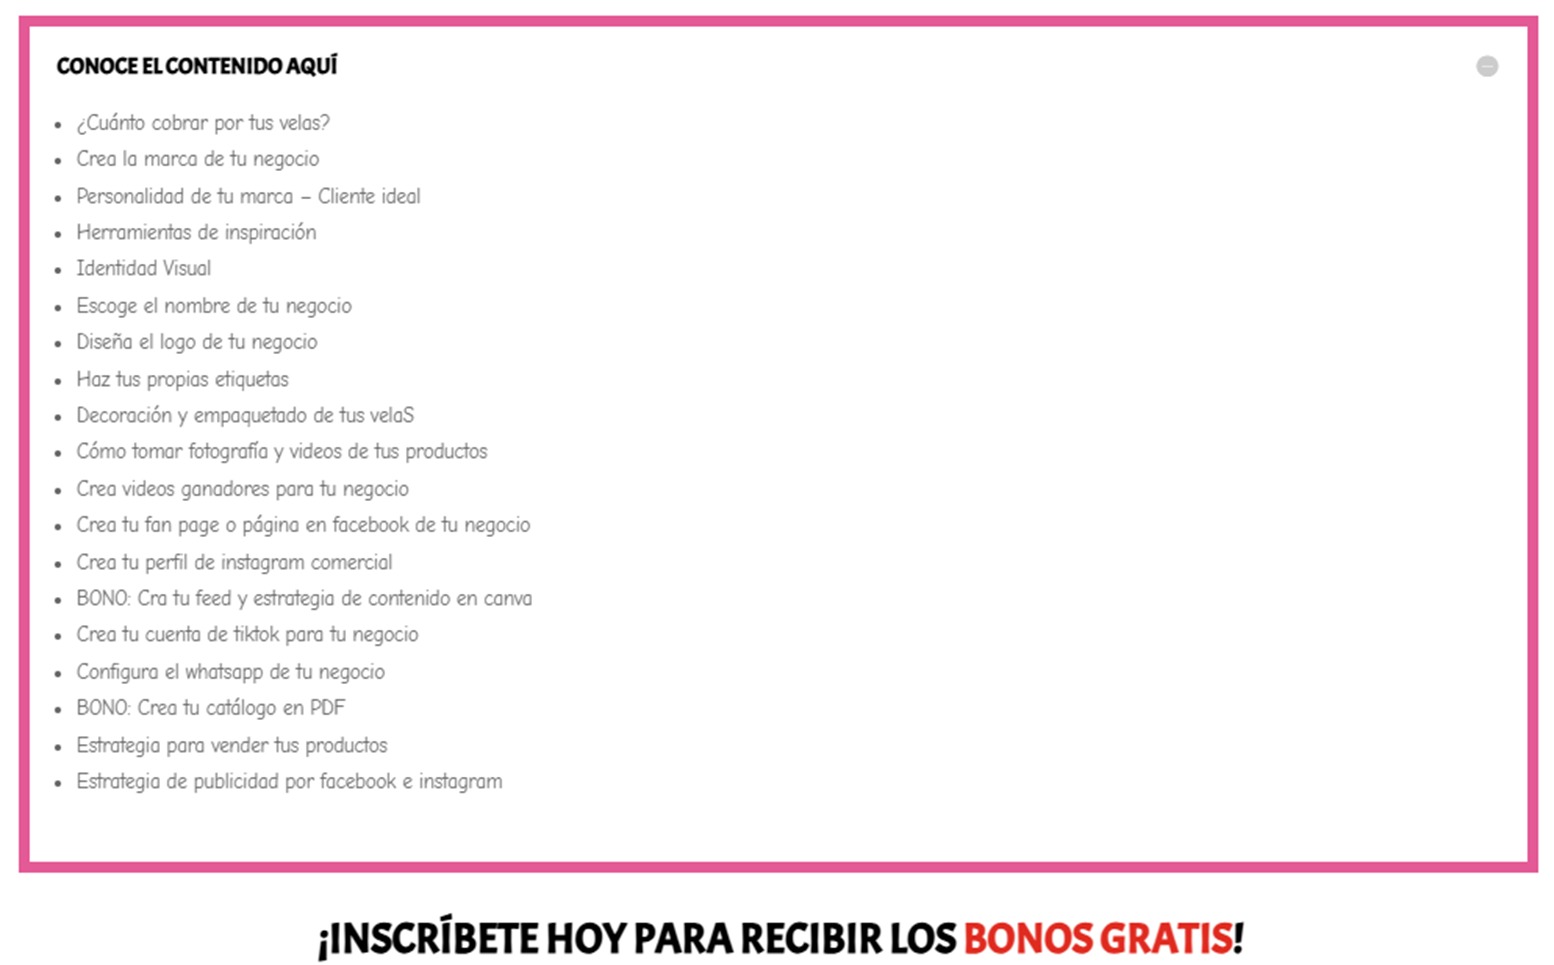 CONOCE EL CONTENIDO AQUÍ
• ¿Cuánto cobrar por tus velas?
• Crea la marca de tu negocio
• Personalidad de tu marca – Cliente ideal
• Herramientas de inspiración
• Identidad Visual
• Escoge el nombre de tu negocio
• Diseña el logo de tu negocio
• Haz tus propias etiquetas
• Decoración y empaquetado de tus velaS
• Cómo tomar fotografía y videos de tus productos
• Crea videos ganadores para tu negocio
• Crea tu fan page o página en facebook de tu negocio
• Crea tu perfil de instagram comercial
• BONO: Cra tu feed y estrategia de contenido en canva
• Crea tu cuenta de tiktok para tu negocio
• Configura el whatsapp de tu negocio
• BONO: Crea tu catálogo en PDF
• Estrategia para vender tus productos
• Estrategia de publicidad por facebook e instagram
¡INSCRÍBETE HOY PARA RECIBIR LOS BONOS GRATIS!